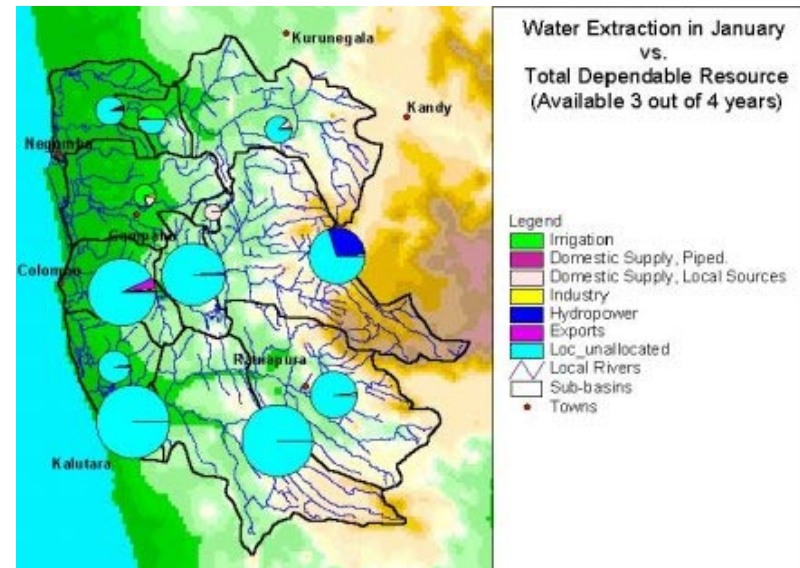 Water Extraction in January
vs.
Total Dependable Resource
(Available 3 out of 4 years)
Kurunegala
Kandy
Negombo
Gampaha
Colombo
Ratnapura
Kalutara
Legend
Irrigation
Domestic Supply, Piped.
Domestic Supply, Local Sources
Industry
Hydropower
Exports
Loc_unallocated
Local Rivers
Sub-basins
Towns